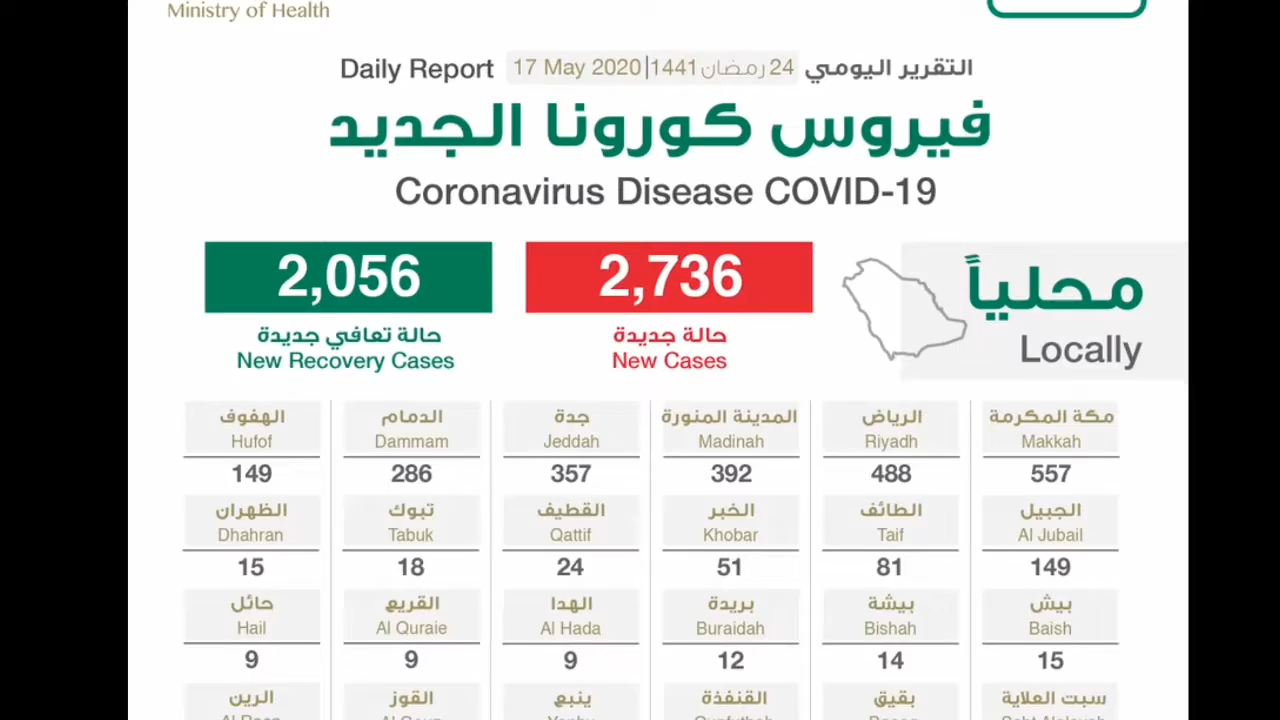 Ministry of Health
Daily Report 17 May 2020|24 رمضان 1441 التقرير اليومي
فيروس كورونا الجديد
Coronavirus Disease COVID-19
2,056
حالة تعافي جديدة
New Recovery Cases
2,736
حالة جديدة
New Cases
محلياً
Locally
الهفوف الدمام جدة المدينة المنورة الرياض مكة المكرمة
Hufof Dammam Jeddah Madinah Riyadh Makkah
149 286 357 392 488 557
الظهران تبوك القطيف الخبر الطائف الجبيل
Dhahran Tabuk Qattif Khobar Taif Al Jubail
15 18 24 51 81 149
حائل القريع الهدا بريدة بيشة بيش
Hail Al Quraie Al Hada Buraidah Bishah Baish
9 9 9 12 14 15
الرين القوز ينبع القنفذة بقيق سبت العلاية